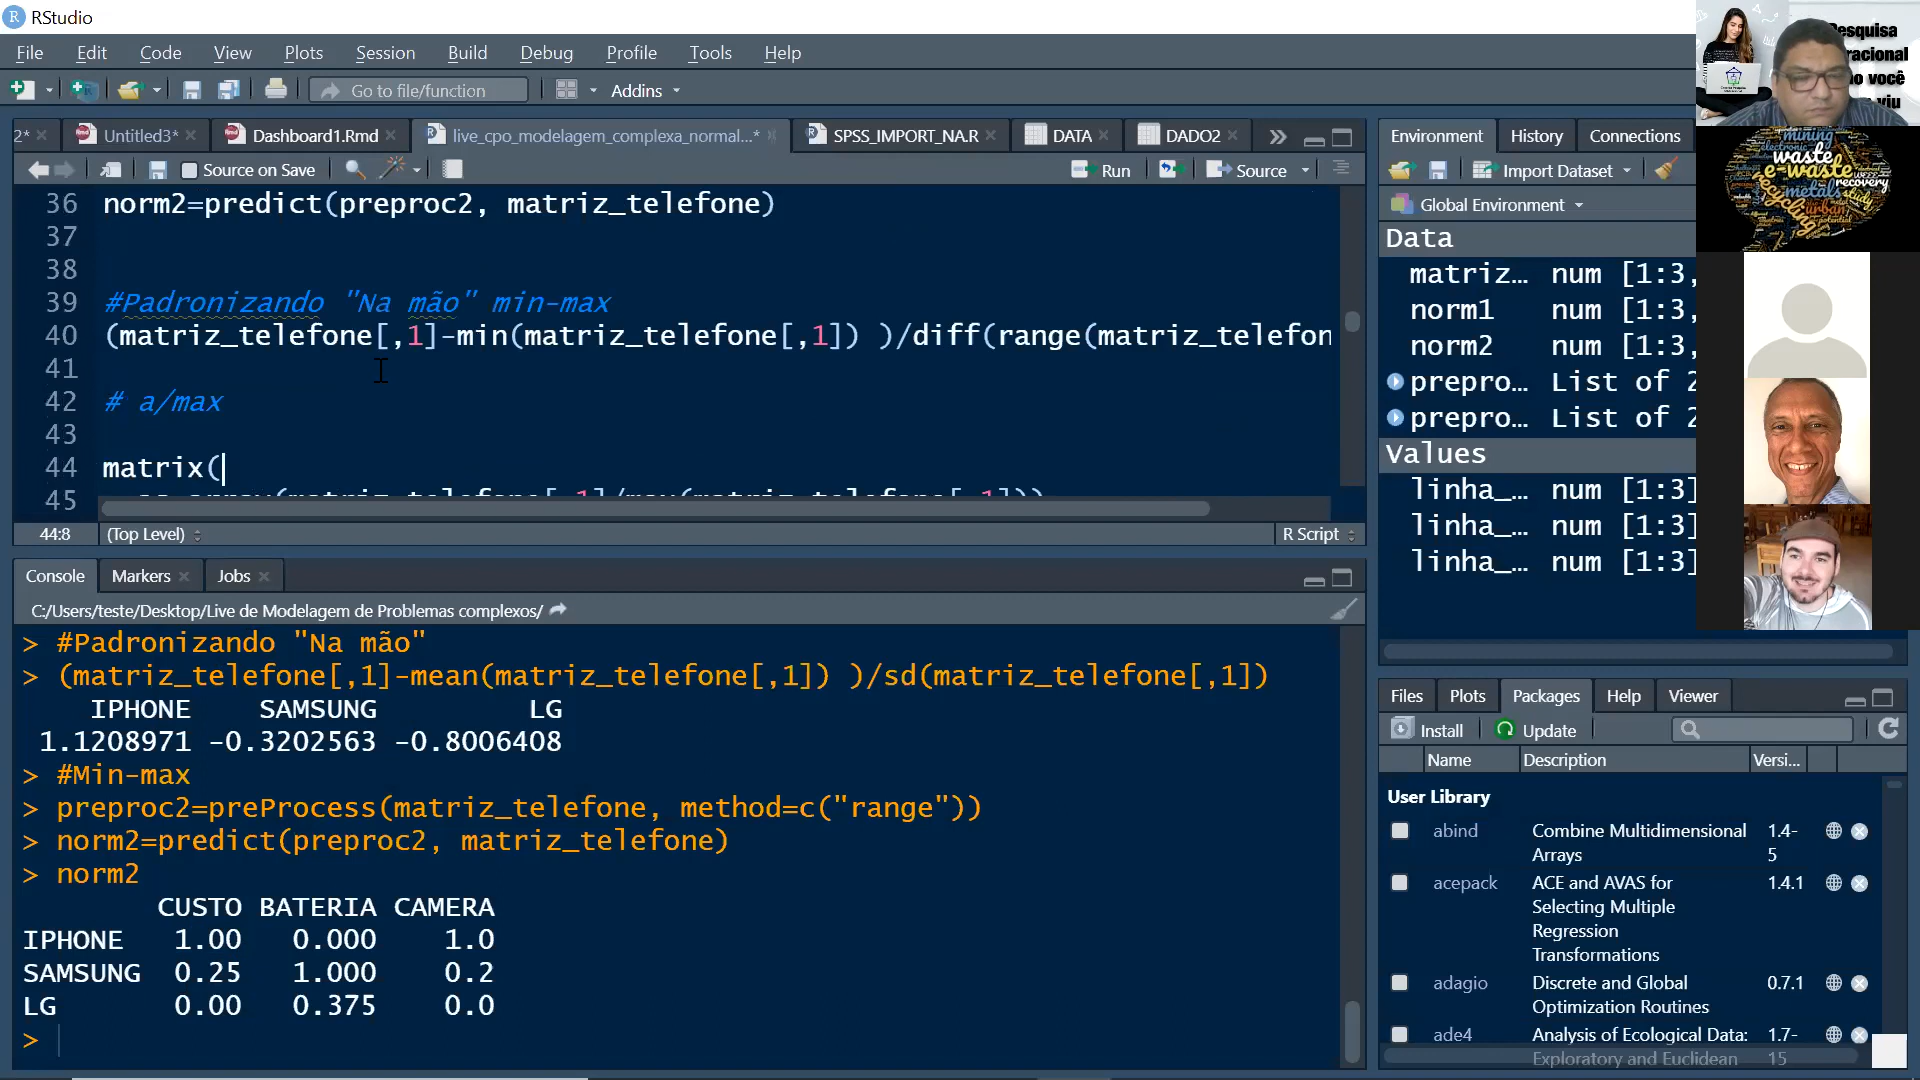 RStudio
File Edit Code View Plots Session Build Debug Profile Tools Help
Go to file/function Addins
2* Untitled3* Dashboard1.Rmd live_cpo_modelagem_complexa_normal...* SPSS_IMPORT_NA.R DATA DADO2
Source on Save Run Source
36 norm2=predict(preproc2, matriz_telefone)
37
38
39 #Padronizando "Na mão" min-max
40 (matriz_telefone[,1]-min(matriz_telefone[,1]) )/diff(range(matriz_telefon
41
42 # a/max
43
44 matrix(
45
44:8 (Top Level) R Script
Console Markers Jobs
C:/Users/teste/Desktop/Live de Modelagem de Problemas complexos/
> #Padronizando "Na mão"
> (matriz_telefone[,1]-mean(matriz_telefone[,1]) )/sd(matriz_telefone[,1])
IPHONE SAMSUNG LG
1.1208971 -0.3202563 -0.8006408
> #Min-max
> preproc2=preProcess(matriz_telefone, method=c("range"))
> norm2=predict(preproc2, matriz_telefone)
> norm2
CUSTO BATERIA CAMERA
IPHONE 1.00 0.000 1.0
SAMSUNG 0.25 1.000 0.2
LG 0.00 0.375 0.0
>
Environment History Connections
Import Dataset
Global Environment
Data
matriz... num [1:3,
norm1 num [1:3,
norm2 num [1:3,
prepro... List of 2
prepro... List of 2
Values
linha_... num [1:3]
linha_... num [1:3]
linha_... num [1:3]
Files Plots Packages Help Viewer
Install Update
Name Description Versi...
User Library
abind Combine Multidimensional Arrays 1.4-5
acepack ACE and AVAS for Selecting Multiple Regression Transformations 1.4.1
adagio Discrete and Global Optimization Routines 0.7.1
ade4 Analysis of Ecological Data: Exploratory and Euclidean 1.7-15
esquisa
racional
o você
viu
mining
waste
e-waste
recovery
metals
recycling
urban
study